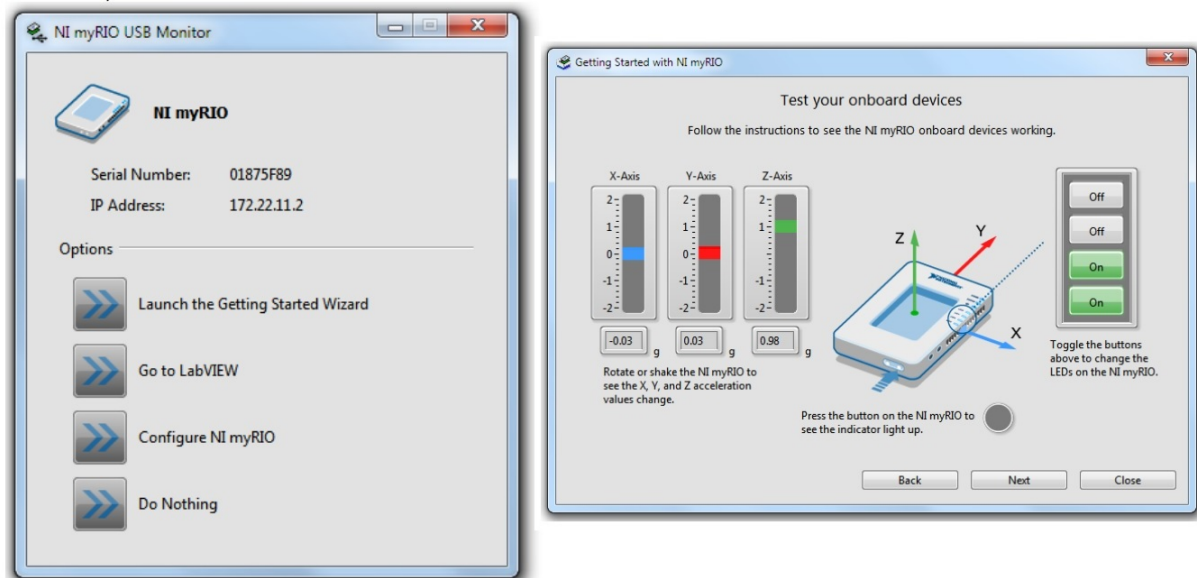 NI myRIO USB Monitor
NI myRIO
Serial Number: 01875F89
IP Address: 172.22.11.2
Options
Launch the Getting Started Wizard
Go to LabVIEW
Configure NI myRIO
Do Nothing
Getting Started with NI myRIO
Test your onboard devices
Follow the instructions to see the NI myRIO onboard devices working.
X-Axis Y-Axis Z-Axis
2 2 2
1 1 1
0 0
-1 -1 -1
-2 -2 -2
-0.03 g 0.03 g 0.98 g
Rotate or shake the NI myRIO to
see the X, Y, and Z acceleration
values change.
Z
Y
X
Press the button on the NI myRIO to
see the indicator light up.
Off
Off
On
On
Toggle the buttons
above to change the
LEDs on the NI myRIO.
Back Next Close